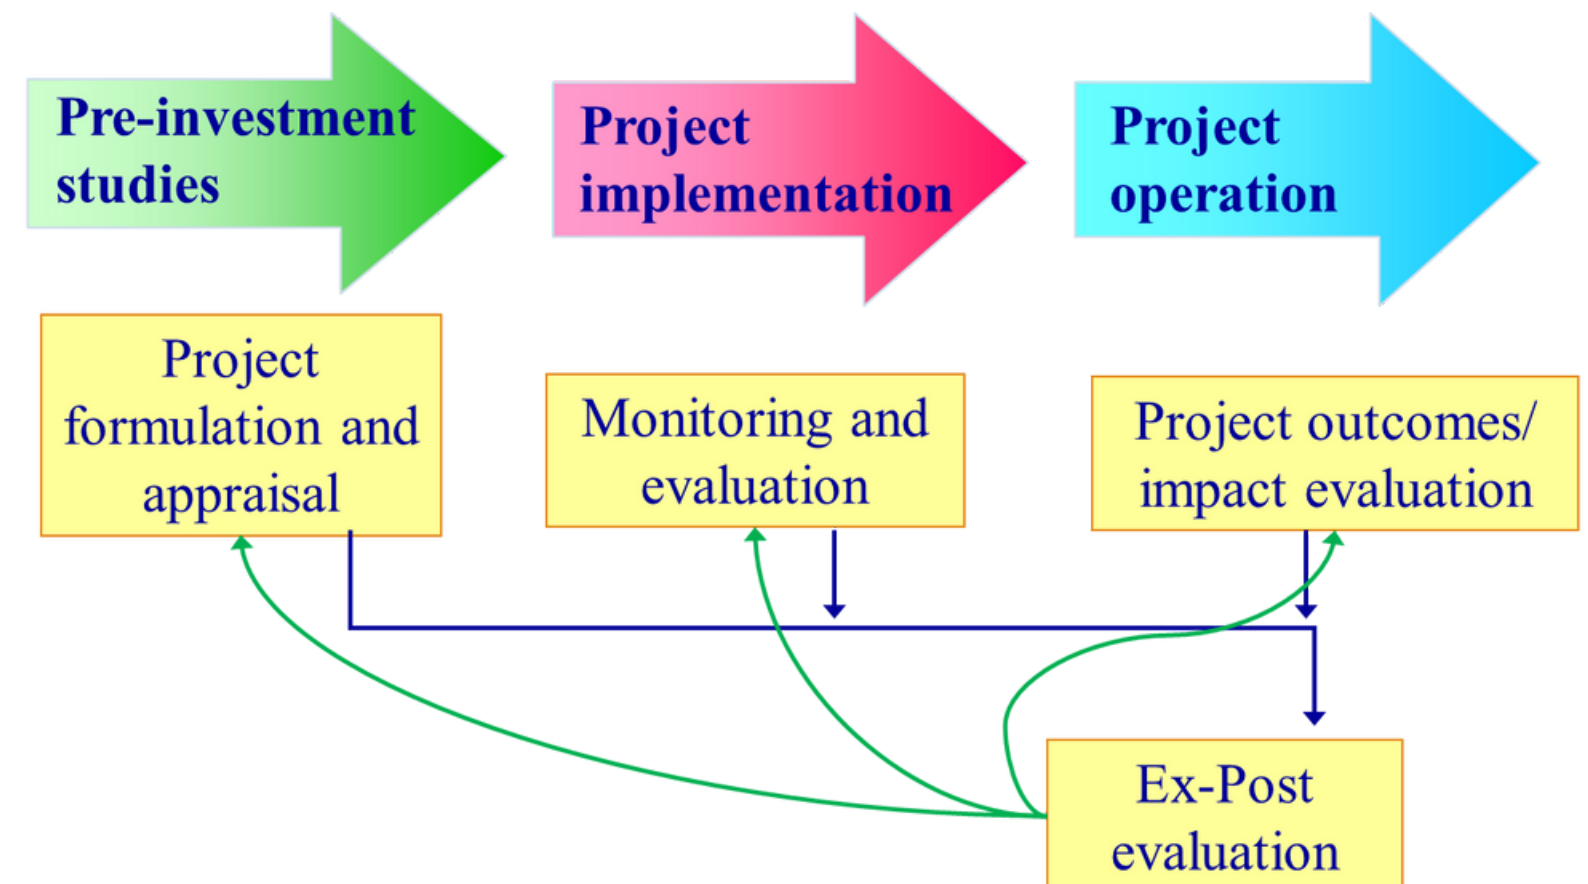 Pre-investment
studies
Project
implementation
Project
operation
Project
formulation and
appraisal
Monitoring and
evaluation
Project outcomes/
impact evaluation
Ex-Post
evaluation